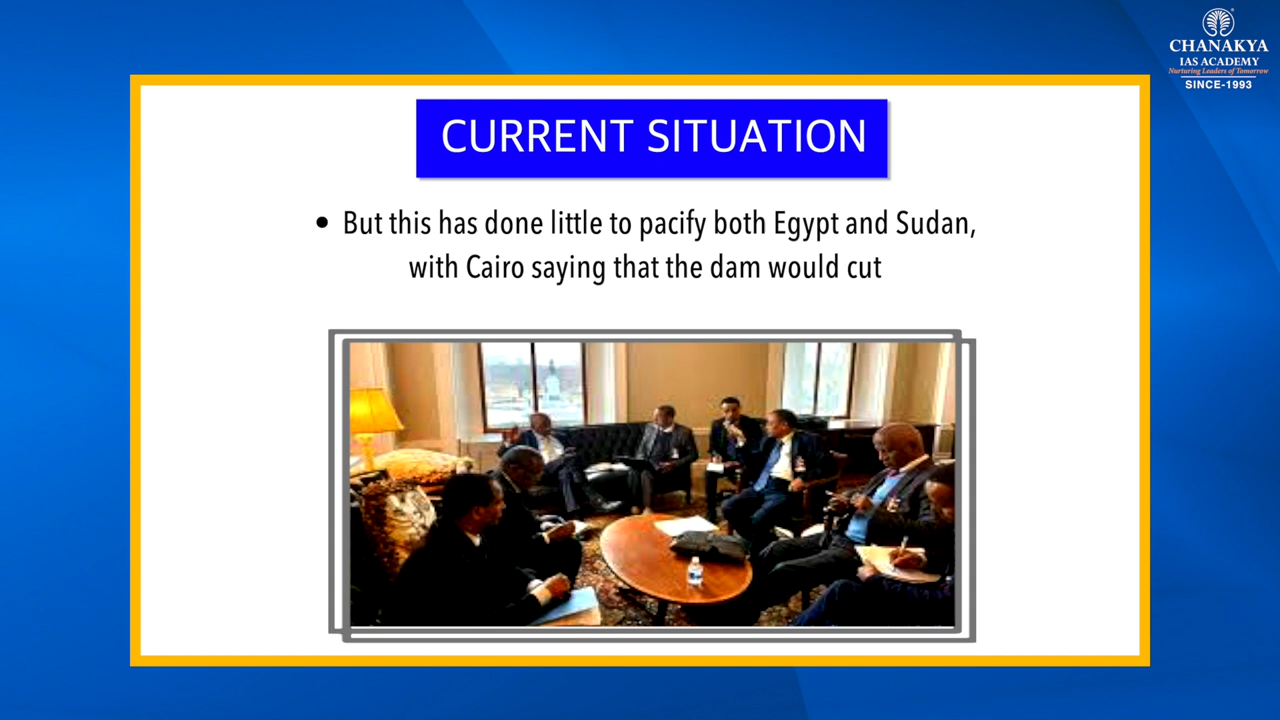 CHANAKYA
IAS ACADEMY
Nurturing Leaders of Tomorrow
SINCE-1993
CURRENT SITUATION
• But this has done little to pacify both Egypt and Sudan,
with Cairo saying that the dam would cut